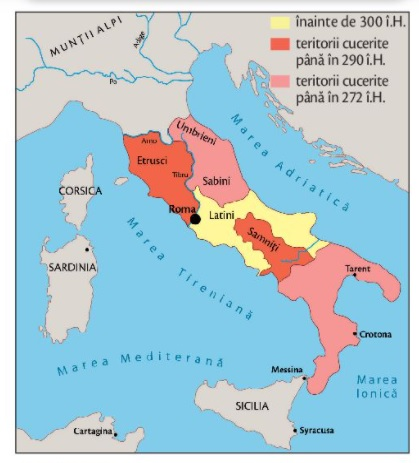 înainte de 300 î.H.
teritorii cucerite
până în 290 î.H.
teritorii cucerite
până în 272 î.H.
MUNȚII ALPI
Adige
Po
Marea Adriatică
Umbrieni
Arno
Etrusci
Tibru
Sabini
CORSICA
Roma
Latini
Samniți
Marea Tireniană
SARDINIA
Tarent
Crotona
Marea Mediterană
Messina
Marea
Ionică
SICILIA
Cartagina
Syracusa